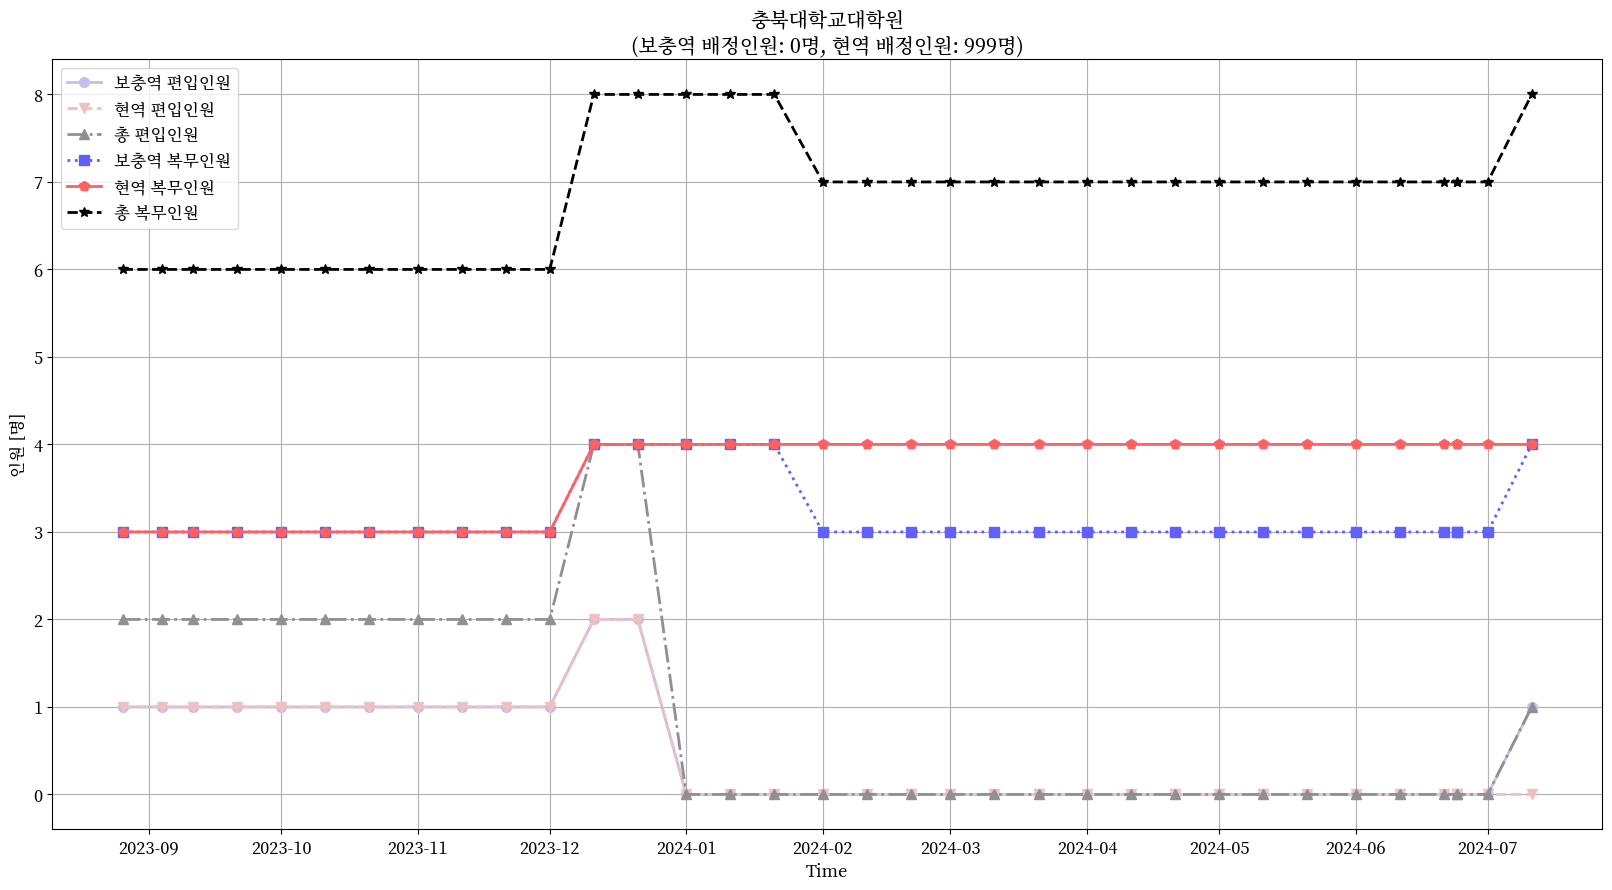 충북대학교대학원
(보충역 배정인원: 0명, 현역 배정인원: 999명)
보충역 편입인원
현역 편입인원
총 편입인원
보충역 복무인원
현역 복무인원
총 복무인원
인원 [명]
8
7
6
5
4
3
2
1
0
2023-09 2023-10 2023-11 2023-12 2024-01 2024-02 2024-03 2024-04 2024-05 2024-06 2024-07
Time